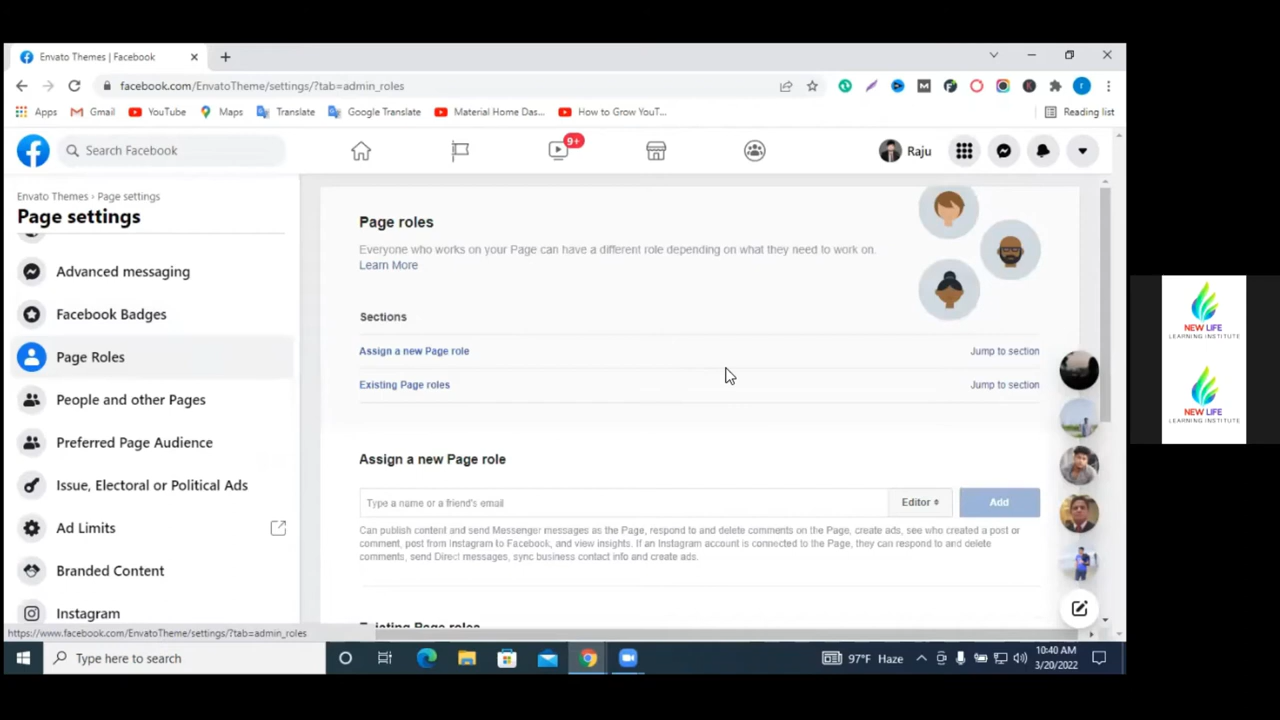 Envato Themes | Facebook
facebook.com/EnvatoTheme/settings/?tab=admin_roles
Apps
Gmail
YouTube
Maps
Translate
Google Translate
Material Home Das...
How to Grow YouT...
Reading list
Search Facebook
9+
Raju
Envato Themes › Page settings
Page settings
Advanced messaging
Facebook Badges
Page Roles
People and other Pages
Preferred Page Audience
Issue, Electoral or Political Ads
Ad Limits
Branded Content
Instagram
https://www.facebook.com/EnvatoTheme/settings/?tab=admin_roles
Page roles
Everyone who works on your Page can have a different role depending on what they need to work on.
Learn More
Sections
Assign a new Page role
Jump to section
Existing Page roles
Jump to section
Assign a new Page role
Type a name or a friend's email
Editor
Add
Can publish content and send Messenger messages as the Page, respond to and delete comments on the Page, create ads, see who created a post or
comment, post from Instagram to Facebook, and view insights. If an Instagram account is connected to the Page, they can respond to and delete
comments, send Direct messages, sync business contact info and create ads.
Existing Page roles
NEW LIFE
LEARNING INSTITUTE
NEW LIFE
LEARNING INSTITUTE
Type here to search
97°F Haze
10:40 AM
3/20/2022